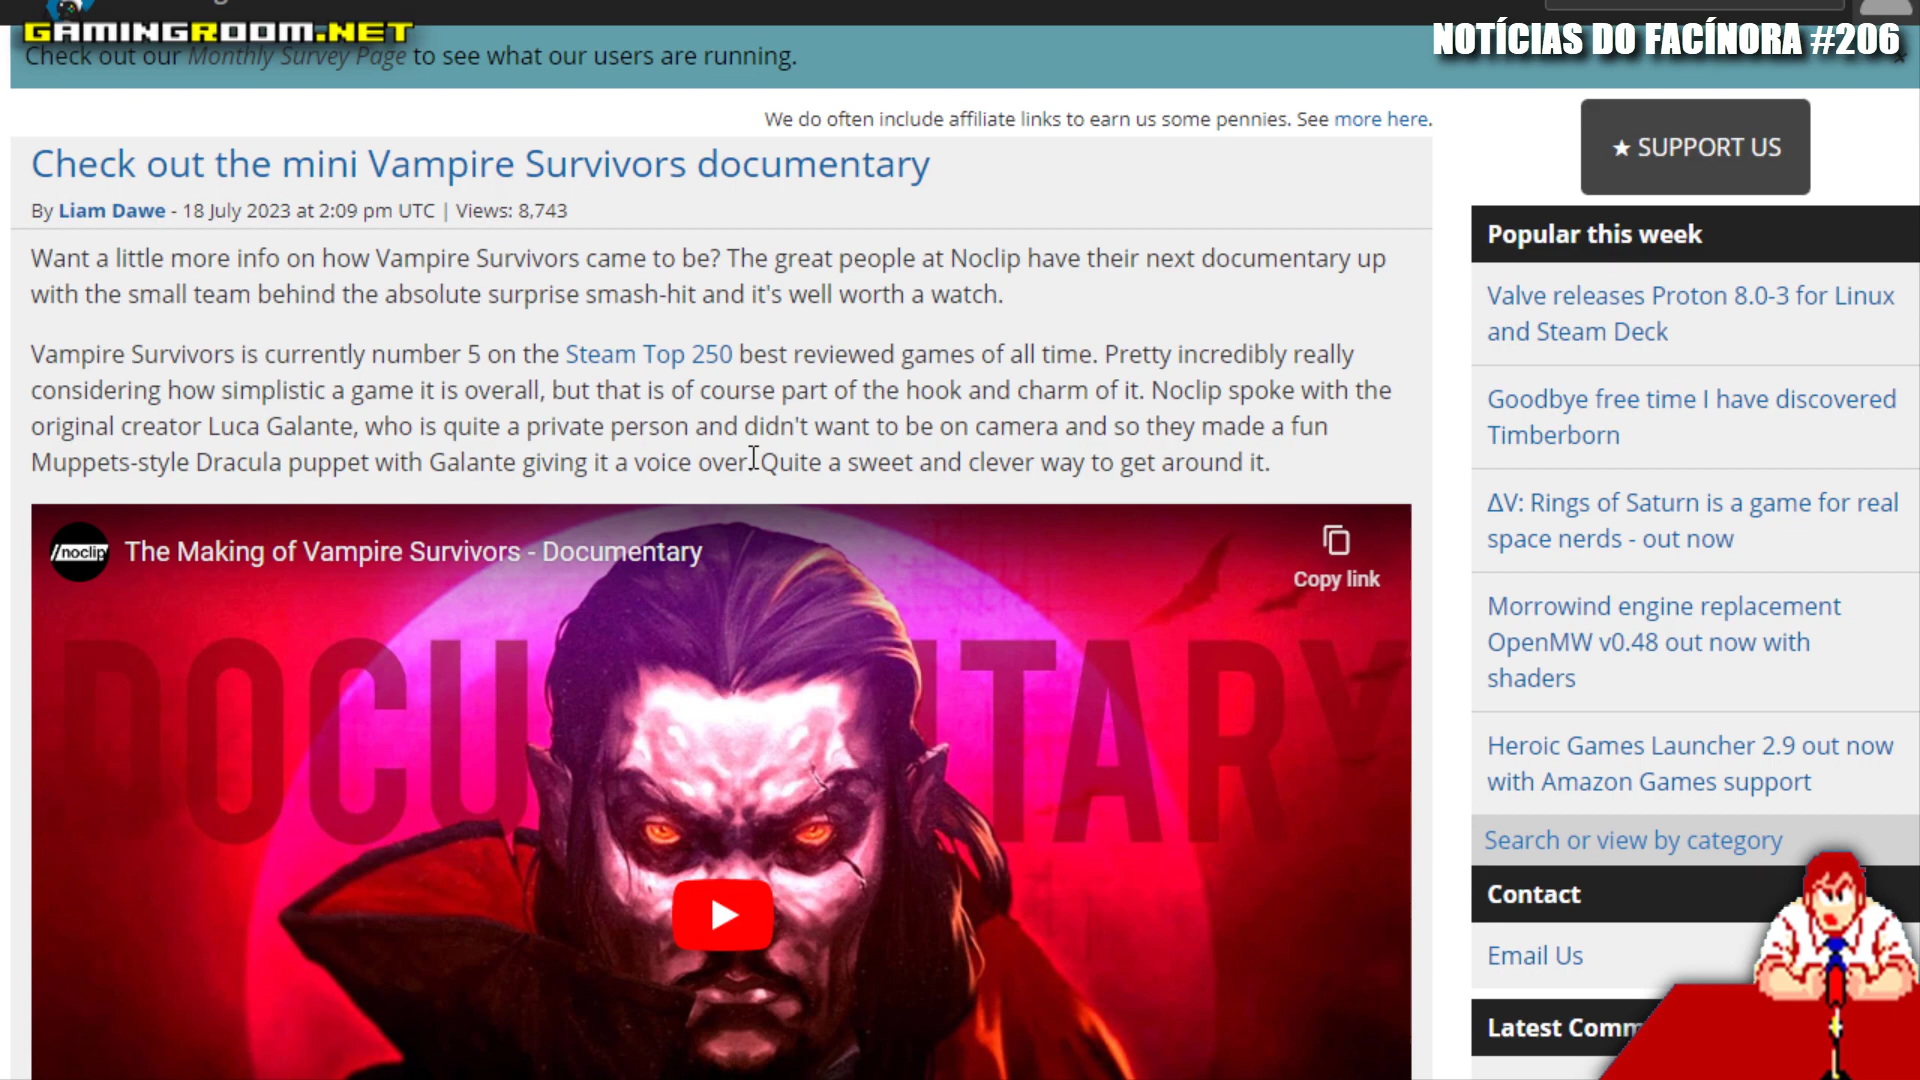 GAMINGROOM.NET
NOTÍCIAS DO FACÍNORA #206
Check out our Monthly Survey Page to see what our users are running.
We do often include affiliate links to earn us some pennies. See more here.
Check out the mini Vampire Survivors documentary
By Liam Dawe - 18 July 2023 at 2:09 pm UTC | Views: 8,743
Want a little more info on how Vampire Survivors came to be? The great people at Noclip have their next documentary up
with the small team behind the absolute surprise smash-hit and it's well worth a watch.
Vampire Survivors is currently number 5 on the Steam Top 250 best reviewed games of all time. Pretty incredibly really
considering how simplistic a game it is overall, but that is of course part of the hook and charm of it. Noclip spoke with the
original creator Luca Galante, who is quite a private person and didn't want to be on camera and so they made a fun
Muppets-style Dracula puppet with Galante giving it a voice over. Quite a sweet and clever way to get around it.
/noclip
The Making of Vampire Survivors - Documentary
Copy link
DOCU
NTARY
★ SUPPORT US
Popular this week
Valve releases Proton 8.0-3 for Linux
and Steam Deck
Goodbye free time I have discovered
Timberborn
ΔV: Rings of Saturn is a game for real
space nerds - out now
Morrowind engine replacement
OpenMW v0.48 out now with
shaders
Heroic Games Launcher 2.9 out now
with Amazon Games support
Search or view by category
Contact
Email Us
Latest Comm